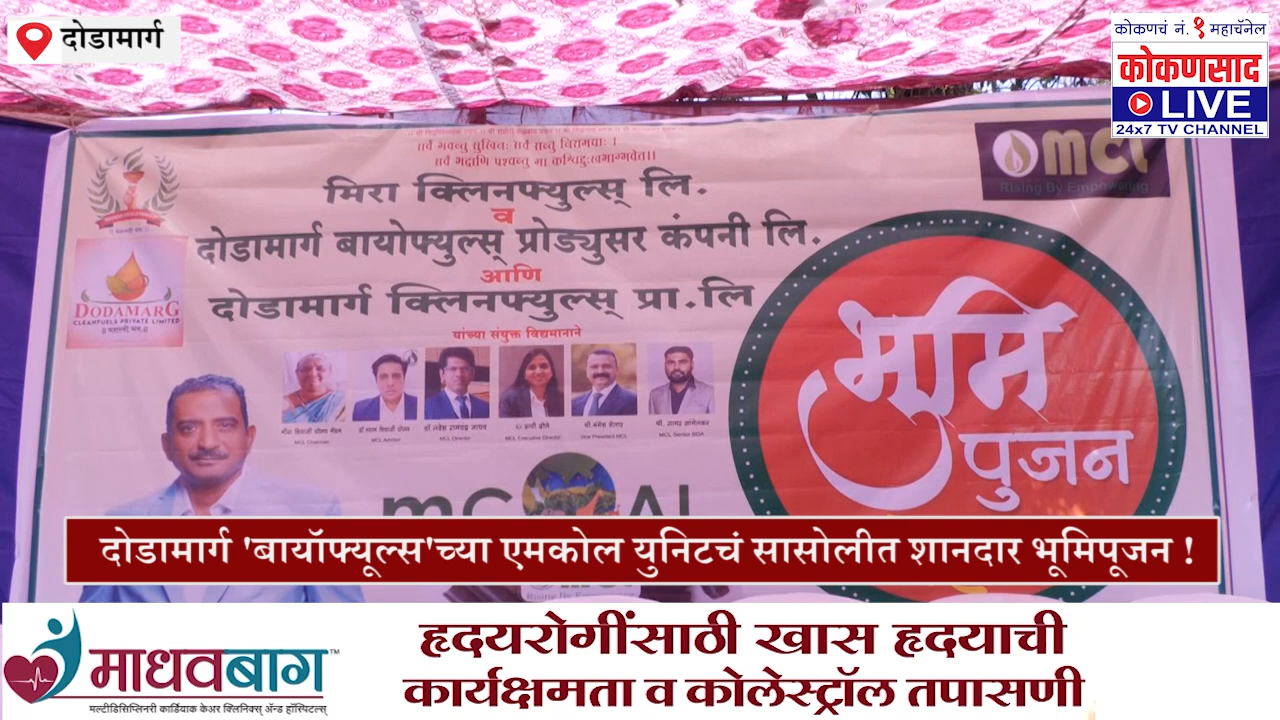 दोडामार्ग
कोकणचं नं. १ महाचॅनेल
कोकणसाद
LIVE
24x7 TV CHANNEL
सर्वे भवन्तु सुखिनः सर्वे सन्तु निरामयाः ।
सर्वे भद्राणि पश्यन्तु मा कश्चिद्दुःखभाग्भवेत।।
mcl
Rising By Empowering
मिरा क्लिनफ्युल्स् लि.
व
दोडामार्ग बायोफ्युल्स् प्रोड्युसर कंपनी लि.
आणि
दोडामार्ग क्लिनफ्युल्स् प्रा.लि
DODAMARG
CLEANFUELS PRIVATE LIMITED
यांच्या संयुक्त विद्यमानाने
MCL Chairman
MCL Advisor
MCL Director
MCL Executive Director
Vice President MCL
MCL Senior BDA
भूमि
पुजन
दोडामार्ग 'बायॉफ्यूल्स'च्या एमकोल युनिटचं सासोलीत शानदार भूमिपूजन !
माधवबाग™
मल्टीडिसिप्लिनरी कार्डियाक केअर क्लिनिक्स् अ‍ॅन्ड हॉस्पिटल्स्
हृदयरोगींसाठी खास हृदयाची
कार्यक्षमता व कोलेस्ट्रॉल तपासणी